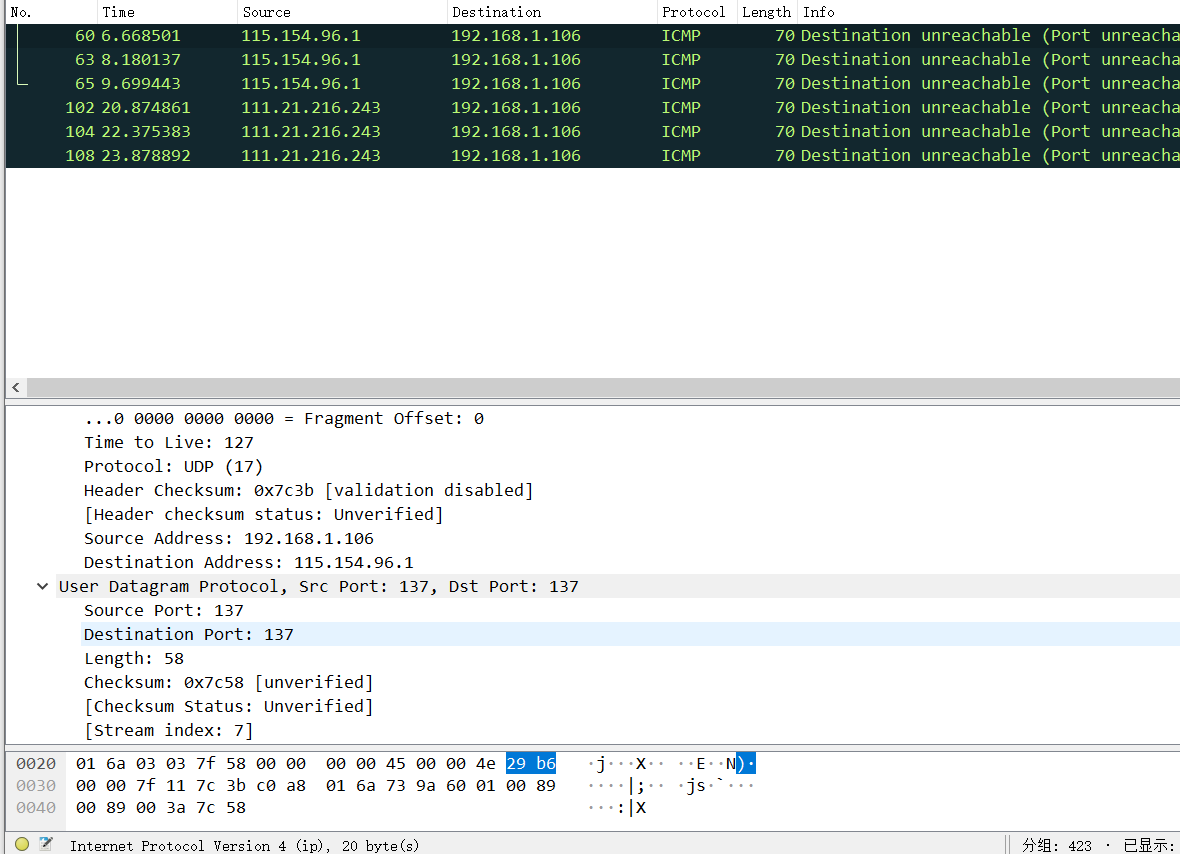 No. Time Source Destination Protocol Length Info
60 6.668501 115.154.96.1 192.168.1.106 ICMP 70 Destination unreachable (Port unreacha
63 8.180137 115.154.96.1 192.168.1.106 ICMP 70 Destination unreachable (Port unreacha
65 9.699443 115.154.96.1 192.168.1.106 ICMP 70 Destination unreachable (Port unreacha
102 20.874861 111.21.216.243 192.168.1.106 ICMP 70 Destination unreachable (Port unreacha
104 22.375383 111.21.216.243 192.168.1.106 ICMP 70 Destination unreachable (Port unreacha
108 23.878892 111.21.216.243 192.168.1.106 ICMP 70 Destination unreachable (Port unreacha
...0 0000 0000 0000 = Fragment Offset: 0
Time to Live: 127
Protocol: UDP (17)
Header Checksum: 0x7c3b [validation disabled]
[Header checksum status: Unverified]
Source Address: 192.168.1.106
Destination Address: 115.154.96.1
User Datagram Protocol, Src Port: 137, Dst Port: 137
Source Port: 137
Destination Port: 137
Length: 58
Checksum: 0x7c58 [unverified]
[Checksum Status: Unverified]
[Stream index: 7]
0020 01 6a 03 03 7f 58 00 00 00 00 45 00 00 4e 29 b6 ·j···X·· ··E··N)·
0030 00 00 7f 11 7c 3b c0 a8 01 6a 73 9a 60 01 00 89 ····|;·· ·js·`···
0040 00 89 00 3a 7c 58 ···:|X
Internet Protocol Version 4 (ip), 20 byte(s) 分组: 423 · 已显示: